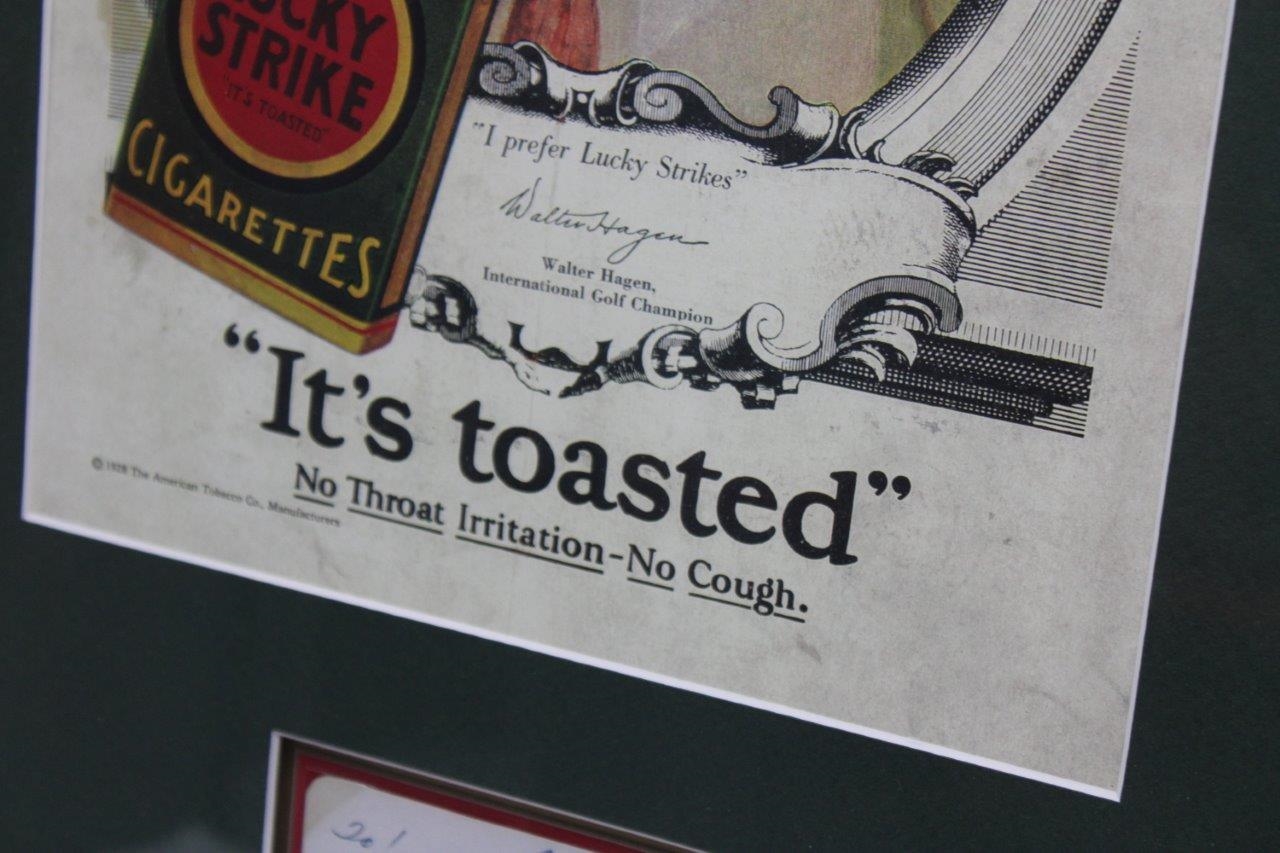 LUCKY
STRIKE
"IT'S TOASTED"
CIGARETTES
"I prefer Lucky Strikes"
Walter Hagen
Walter Hagen,
International Golf Champion
"It's toasted"
No Throat Irritation-No Cough.
© 1928 The American Tobacco Co., Manufacturers